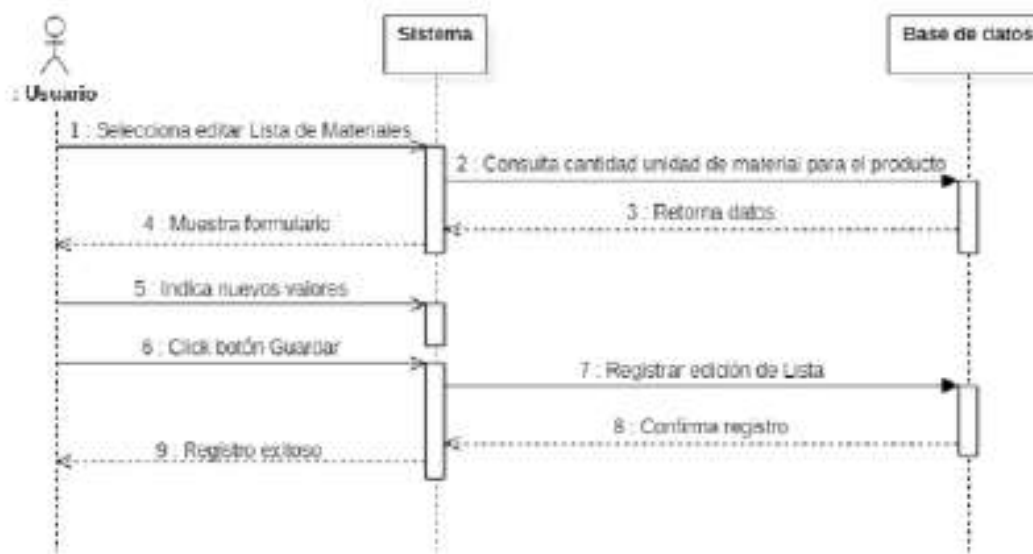 Sistema
Base de datos
: Usuario
1 : Selecciona editar Lista de Materiales
2 : Consulta cantidad unidad de material para el producto
3 : Retorna datos
4 : Muestra formulario
5 : Indica nuevos valores
6 : Click botón Guardar
7 : Registrar edición de Lista
8 : Confirma registro
9 : Registro exitoso